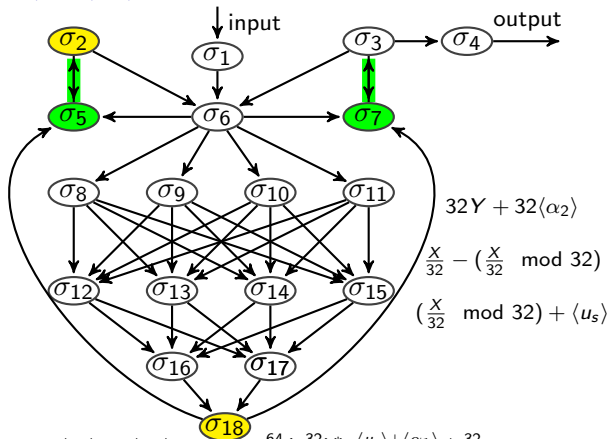 input
output
σ₂
σ₃
σ₄
σ₁
σ₅
σ₆
σ₇
σ₈
σ₉
σ₁₀
σ₁₁
32Y + 32⟨α₂⟩
X/32 − (X/32 mod 32)
σ₁₂
σ₁₃
σ₁₄
σ₁₅
(X/32 mod 32) + ⟨uₛ⟩
σ₁₆
σ₁₇
σ₁₈